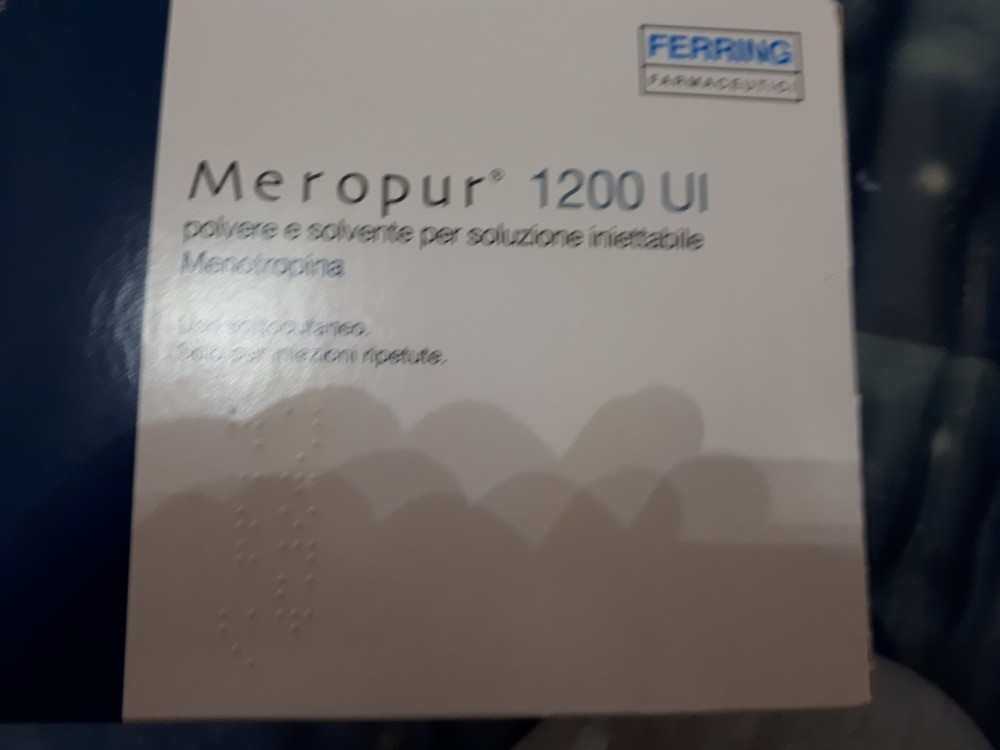 FERRING
FARMACEUTICI
Meropur® 1200 UI
polvere e solvente per soluzione iniettabile
Menotropina
Uso sottocutaneo.
Solo per iniezioni ripetute.